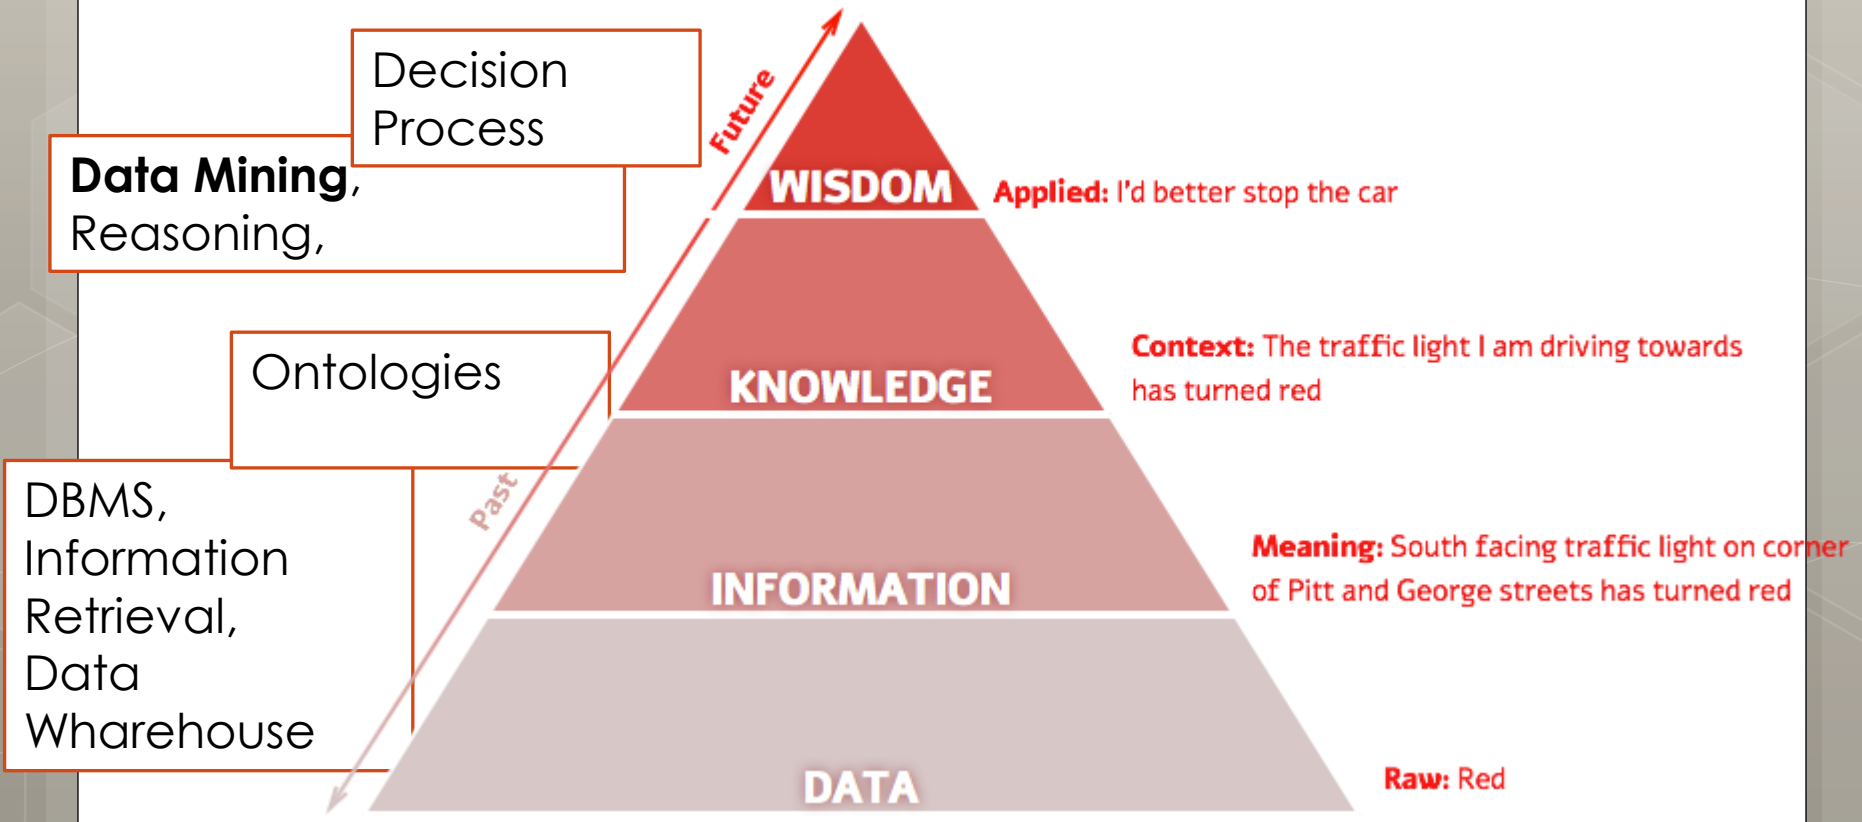 Decision
Process
Future
Data Mining,
Reasoning,
WISDOM
Applied: I'd better stop the car
Ontologies
KNOWLEDGE
Context: The traffic light I am driving towards
has turned red
Past
DBMS,
Information
Retrieval,
Data
Wharehouse
INFORMATION
Meaning: South facing traffic light on corner
of Pitt and George streets has turned red
DATA
Raw: Red